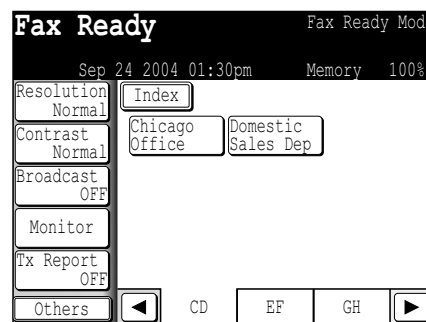 Fax Ready Fax Ready Mod
Sep 24 2004 01:30pm Memory 100%
Resolution
Normal
Index
Contrast
Normal
Chicago
Office
Domestic
Sales Dep
Broadcast
OFF
Monitor
Tx Report
OFF
Others
CD EF GH